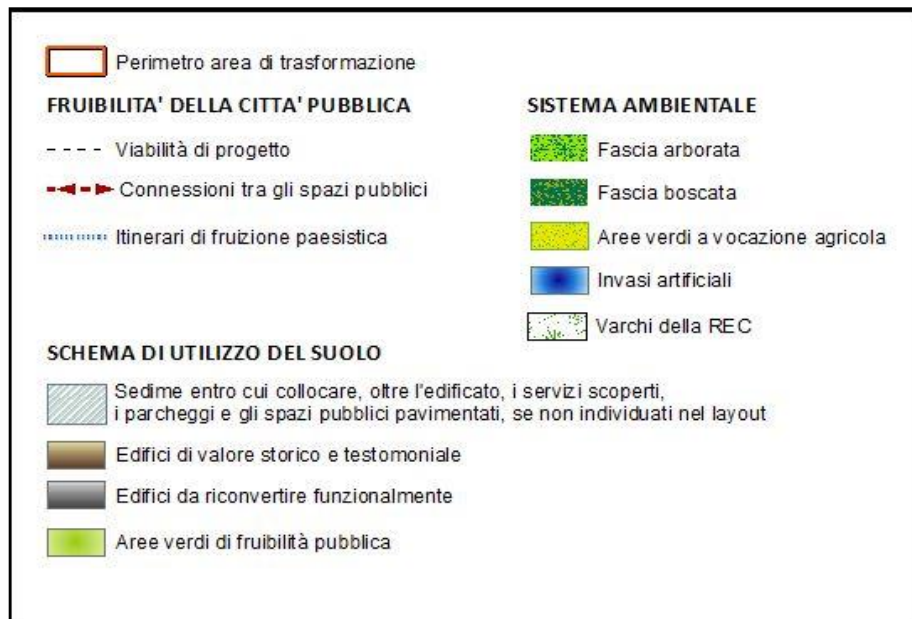 Perimetro area di trasformazione
FRUIBILITA' DELLA CITTA' PUBBLICA
Viabilità di progetto
Connessioni tra gli spazi pubblici
Itinerari di fruizione paesistica
SISTEMA AMBIENTALE
Fascia arborata
Fascia boscata
Aree verdi a vocazione agricola
Invasi artificiali
Varchi della REC
SCHEMA DI UTILIZZO DEL SUOLO
Sedime entro cui collocare, oltre l'edificato, i servizi scoperti,
i parcheggi e gli spazi pubblici pavimentati, se non individuati nel layout
Edifici di valore storico e testomoniale
Edifici da riconvertire funzionalmente
Aree verdi di fruibilità pubblica